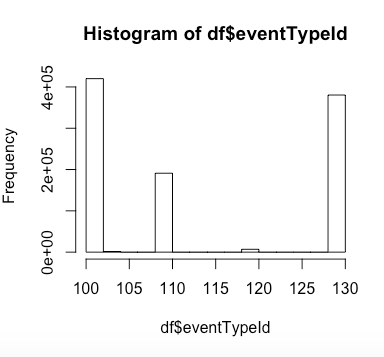 Histogram of df$eventTypeId
Frequency
4e+05
2e+05
0e+00
100 105 110 115 120 125 130
df$eventTypeId